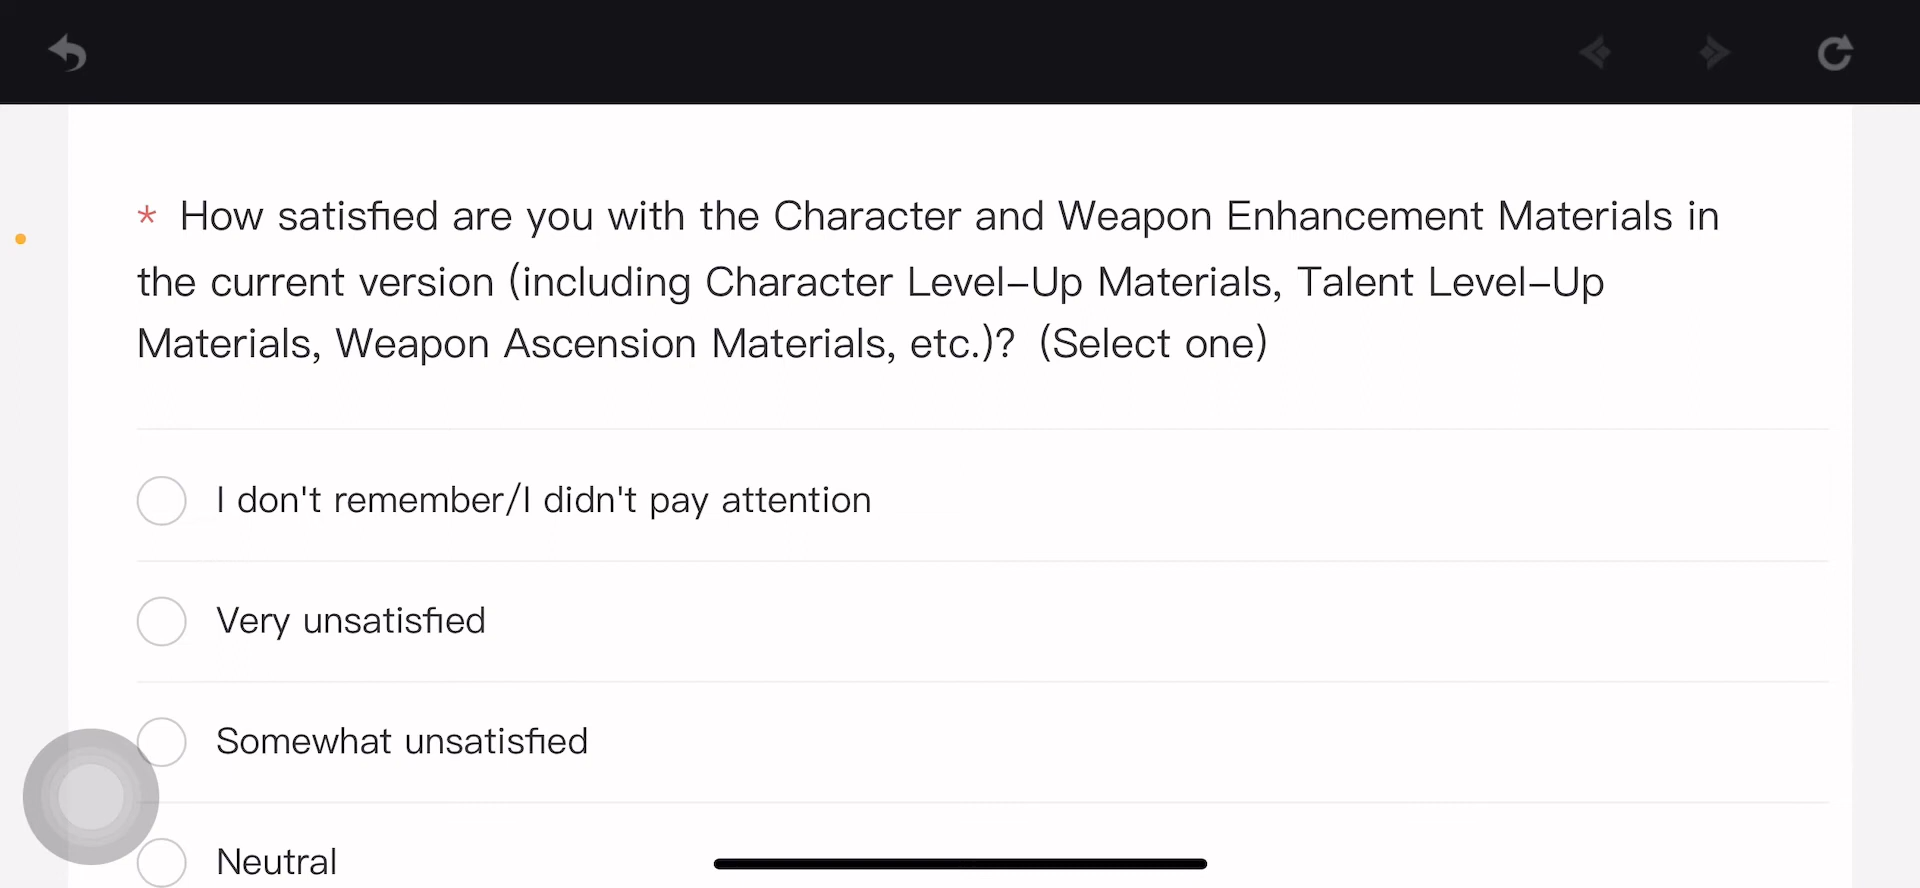 * How satisfied are you with the Character and Weapon Enhancement Materials in
the current version (including Character Level–Up Materials, Talent Level–Up
Materials, Weapon Ascension Materials, etc.)? (Select one)
I don't remember/I didn't pay attention
Very unsatisfied
Somewhat unsatisfied
Neutral